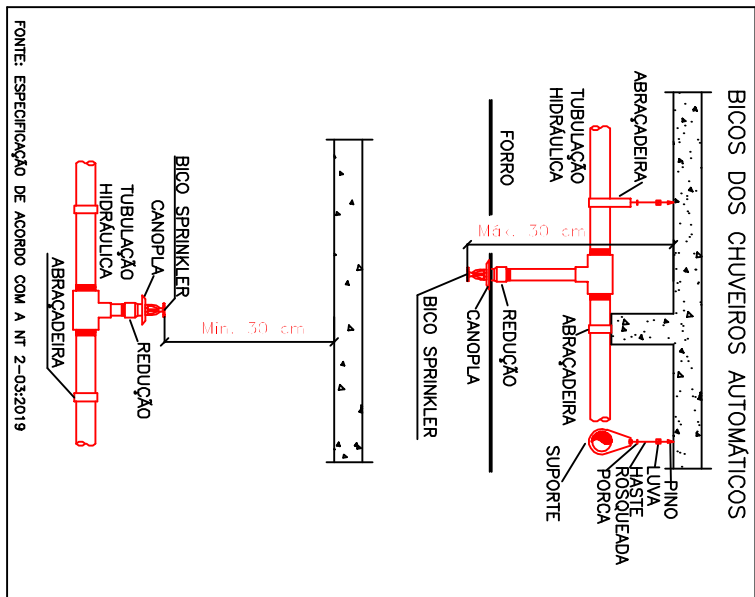 BICOS DOS CHUVEIROS AUTOMÁTICOS
ABRAÇADEIRA
TUBULAÇÃO
HIDRÁULICA
FORRO
Máx. 30 cm
REDUÇÃO
CANOPLA
BICO SPRINKLER
ABRAÇADEIRA
PINO
LUVA
HASTE
ROSQUEADA
PORCA
SUPORTE
BICO SPRINKLER
CANOPLA
TUBULAÇÃO
HIDRÁULICA
Min. 30 cm
REDUÇÃO
ABRAÇADEIRA
FONTE: ESPECIFICAÇÃO DE ACORDO COM A NT 2-03:2019